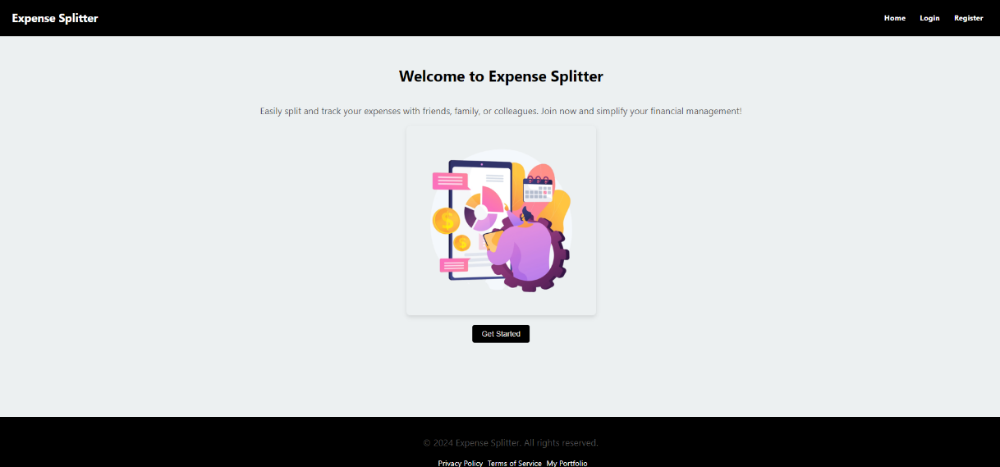 Expense Splitter
Home Login Register
Welcome to Expense Splitter
Easily split and track your expenses with friends, family, or colleagues. Join now and simplify your financial management!
$
$
Get Started
© 2024 Expense Splitter. All rights reserved.
Privacy Policy Terms of Service My Portfolio